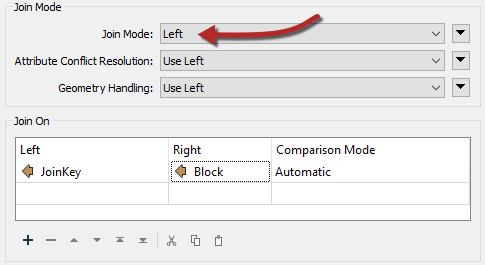 Join Mode
Join Mode: Left
Attribute Conflict Resolution: Use Left
Geometry Handling: Use Left
Join On
Left Right Comparison Mode
JoinKey Block Automatic